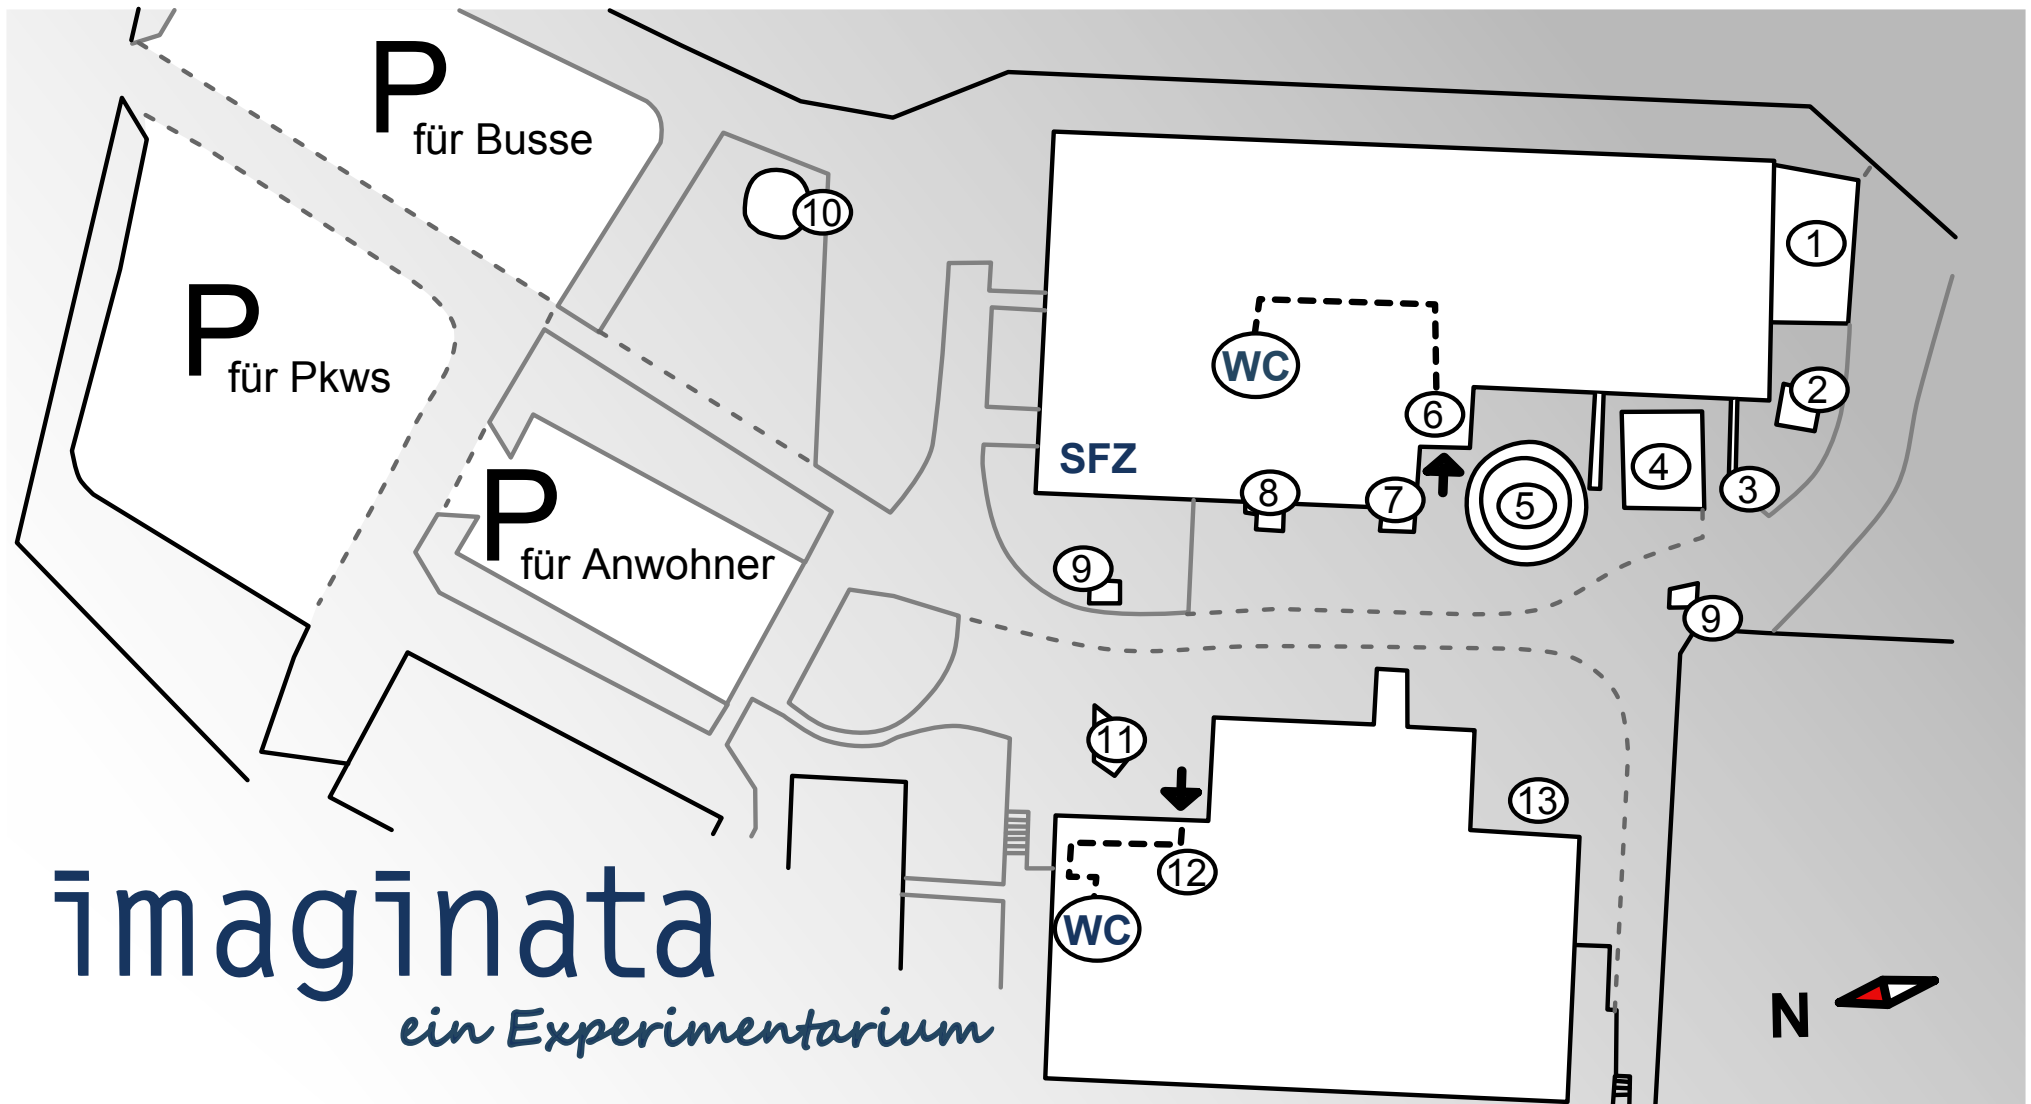 P
für Busse
10
1
P
für Pkws
WC
2
6
SFZ
4
3
8
7
5
P
für Anwohner
9
9
11
13
12
WC
imaginata
ein Experimentarium
N